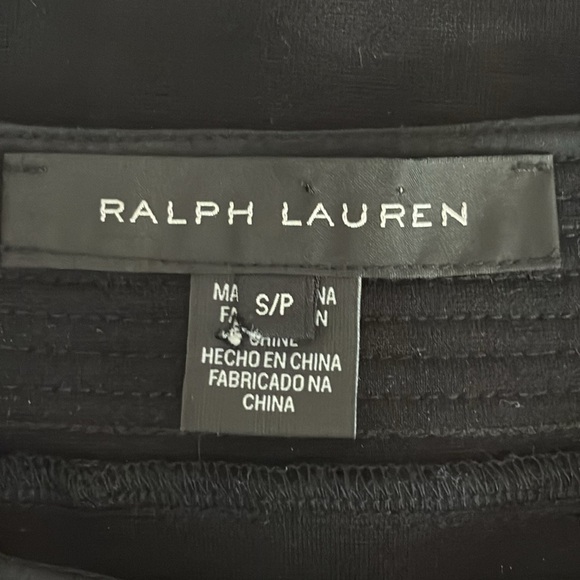 RALPH LAUREN
S/P
HECHO EN CHINA
FABRICADO NA
CHINA